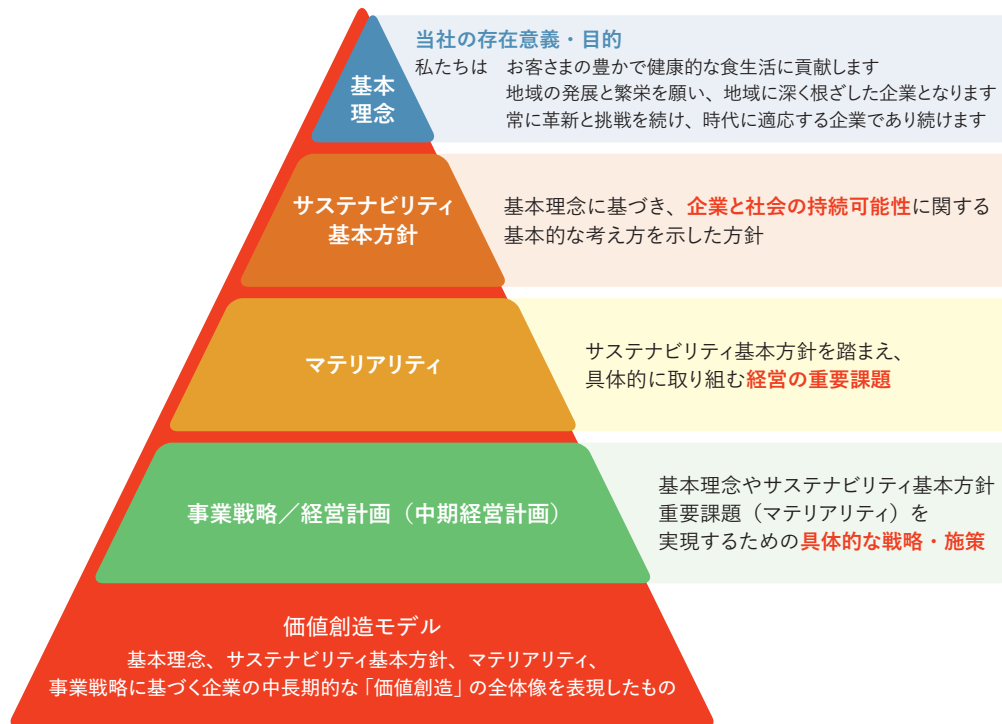 当社の存在意義・目的
私たちは　お客さまの豊かで健康的な食生活に貢献します
地域の発展と繁栄を願い、地域に深く根ざした企業となります
常に革新と挑戦を続け、時代に適応する企業であり続けます
基本
理念
サステナビリティ
基本方針
基本理念に基づき、企業と社会の持続可能性に関する
基本的な考え方を示した方針
マテリアリティ
サステナビリティ基本方針を踏まえ、
具体的に取り組む経営の重要課題
事業戦略／経営計画（中期経営計画）
基本理念やサステナビリティ基本方針
重要課題（マテリアリティ）を
実現するための具体的な戦略・施策
価値創造モデル
基本理念、サステナビリティ基本方針、マテリアリティ、
事業戦略に基づく企業の中長期的な「価値創造」の全体像を表現したもの